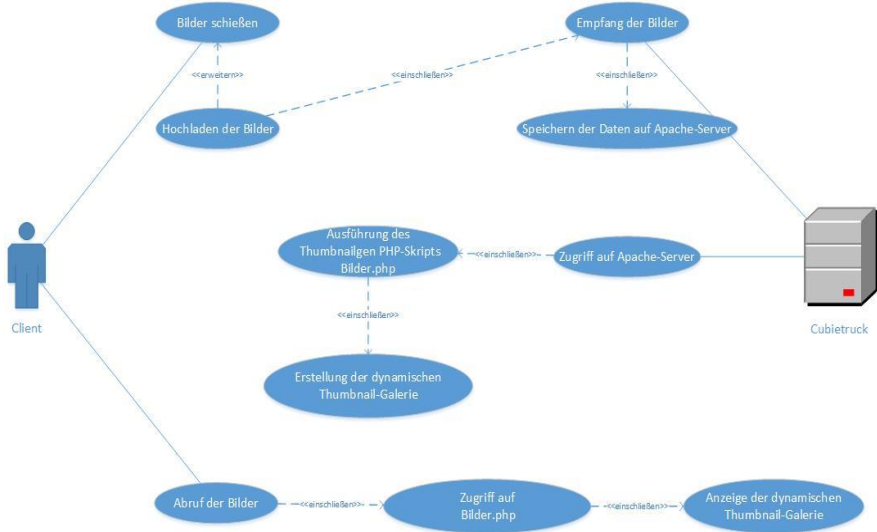 Bilder schießen
Empfang der Bilder
<<erweitern>>
<<einschließen>>
<<einschließen>>
Hochladen der Bilder
Speichern der Daten auf Apache-Server
Ausführung des
Thumbnailgen PHP-Skripts
Bilder.php
<<einschließen>>
Zugriff auf Apache-Server
Client
Cubietruck
<<einschließen>>
Erstellung der dynamischen
Thumbnail-Galerie
Abruf der Bilder
<<einschließen>>
Zugriff auf
Bilder.php
<<einschließen>>
Anzeige der dynamischen
Thumbnail-Galerie